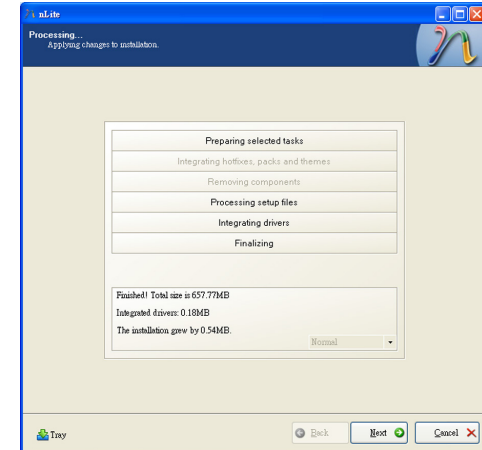 nLite
Processing...
Applying changes to installation.
Preparing selected tasks
Integrating hotfixes, packs and themes
Removing components
Processing setup files
Integrating drivers
Finalizing
Finished! Total size is 657.77MB
Integrated drivers: 0.18MB
The installation grew by 0.54MB.
Normal
Tray
Back
Next
Cancel